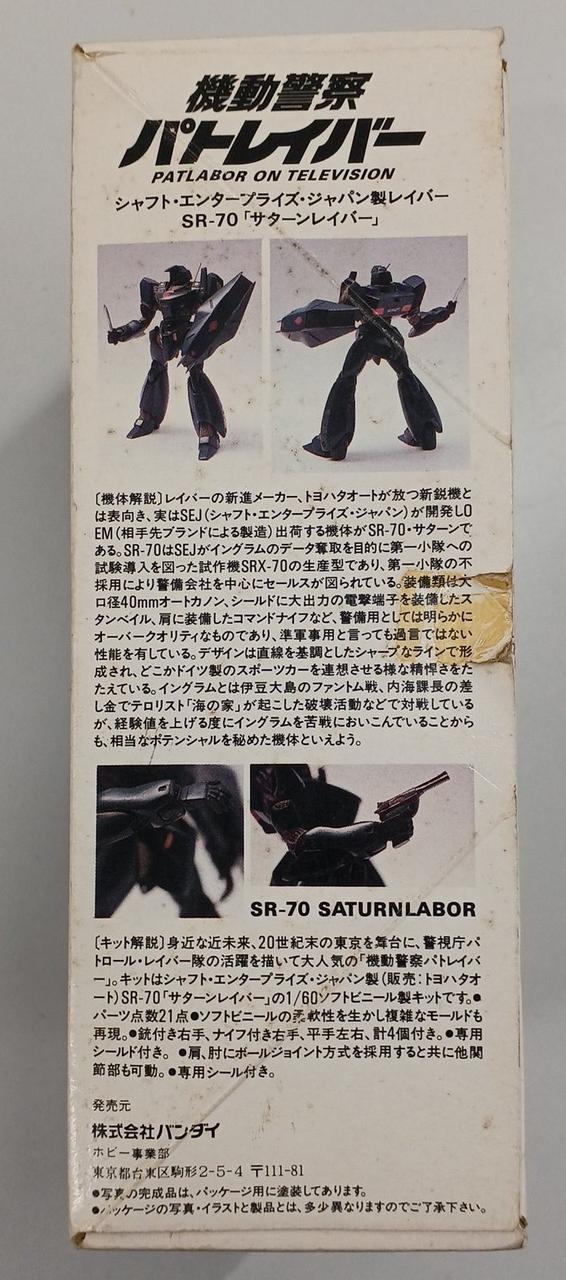 機動警察
パトレイバー
PATLABOR ON TELEVISION
シャフト・エンタープライズ・ジャパン製レイバー
SR-70「サターンレイバー」
〔機体解説〕レイバーの新進メーカー、トヨハタオートが放つ新鋭機と
は表向き、実はSEJ(シャフト・エンタープライズ・ジャパン)が開発しO
EM(相手先ブランドによる製造)出荷する機体がSR-70・サターンで
ある。SR-70はSEJがイングラムのデータ奪取を目的に第一小隊への
試験導入を図った試作機SRX-70の生産型であり、第一小隊の不
採用により警備会社を中心にセールスが図られている。装備類は大
口径40mmオートカノン、シールドに大出力の電撃端子を装備したス
タンベイル、肩に装備したコマンドナイフなど、警備用としては明らかに
オーバークオリティなものであり、準軍事用と言っても過言ではない
性能を有している。デザインは直線を基調としたシャープなラインで形
成され、どこかドイツ製のスポーツカーを連想させる様な精悍さをた
たえている。イングラムとは伊豆大島のファントム戦、内海課長の差
し金でテロリスト「海の家」が起こした破壊活動などで対戦している
が、経験値を上げる度にイングラムを苦戦においこんでいることから
も、相当なポテンシャルを秘めた機体といえよう。
SR-70 SATURNLABOR
〔キット解説〕身近な近未来、20世紀末の東京を舞台に、警視庁パ
トロール・レイバー隊の活躍を描いて大人気の「機動警察パトレイバ
ー」。キットはシャフト・エンタープライズ・ジャパン製(販売:トヨハタオ
ート)SR-70「サターンレイバー」の1/60ソフトビニール製キットです。●
パーツ点数21点●ソフトビニールの柔軟性を生かし複雑なモールドも
再現。●銃付き右手、ナイフ付き右手、平手左右、計4個付き。●専用
シールド付き。●肩、肘にボールジョイント方式を採用すると共に他関
節部も可動。●専用シール付き。
発売元
株式会社バンダイ
ホビー事業部
東京都台東区駒形2-5-4 〒111-81
●写真の完成品は、パッケージ用に塗装してあります。
●パッケージの写真・イラストと製品とは、多少異なりますのでご了承下さい。